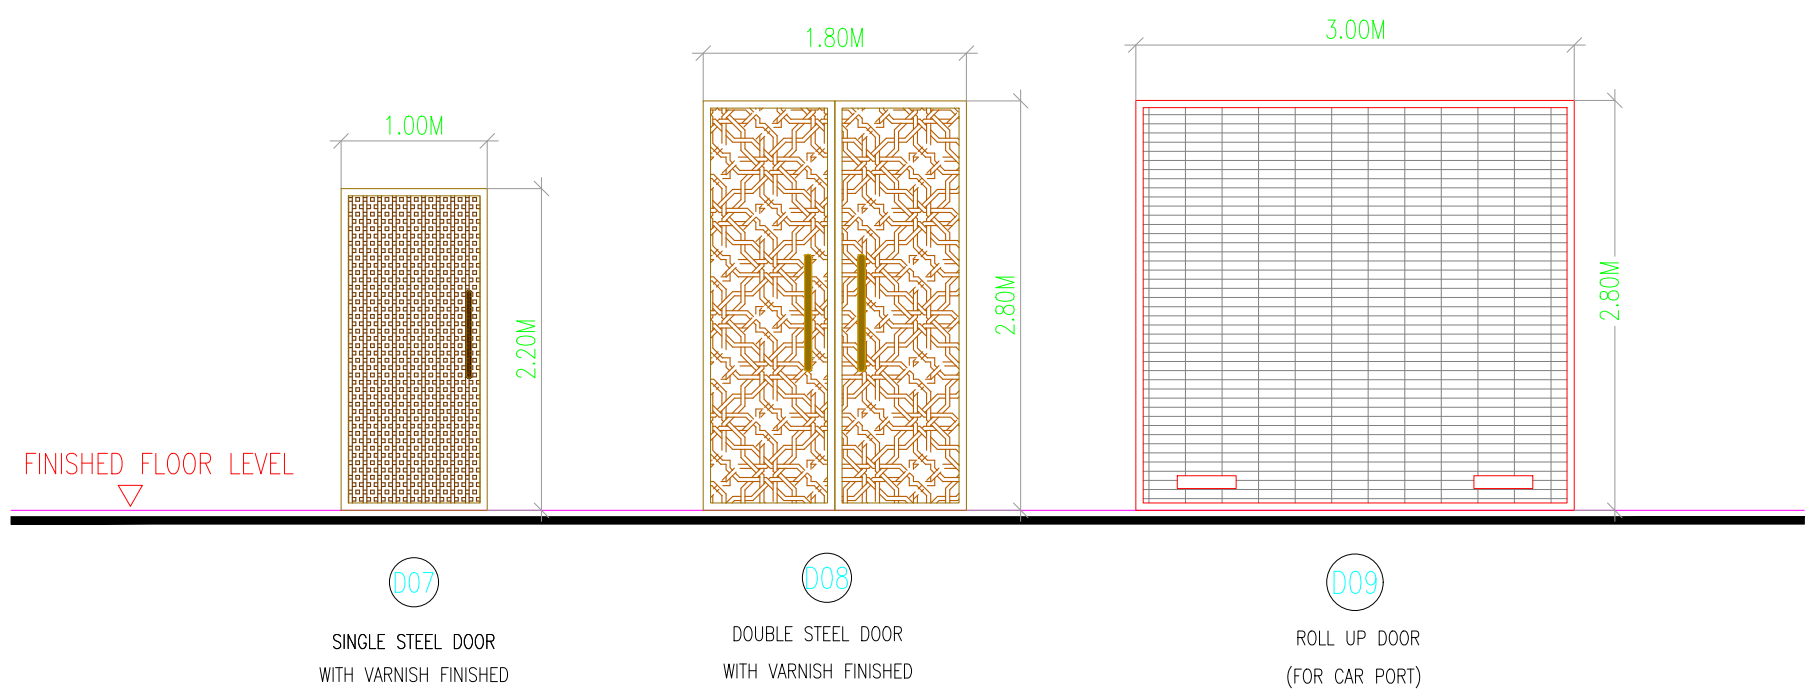 3.00M
1.80M
1.00M
2.80M
2.80M
2.20M
FINISHED FLOOR LEVEL
D07
D08
D09
SINGLE STEEL DOOR
WITH VARNISH FINISHED
DOUBLE STEEL DOOR
WITH VARNISH FINISHED
ROLL UP DOOR
(FOR CAR PORT)